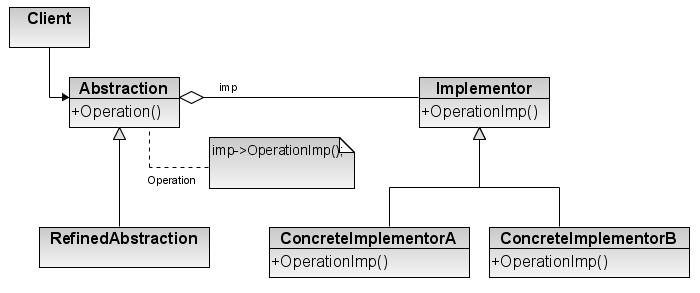 Client
Abstraction
imp
Implementor
+Operation()
+OperationImp()
imp->OperationImp();
Operation
RefinedAbstraction
ConcreteImplementorA
ConcreteImplementorB
+OperationImp()
+OperationImp()